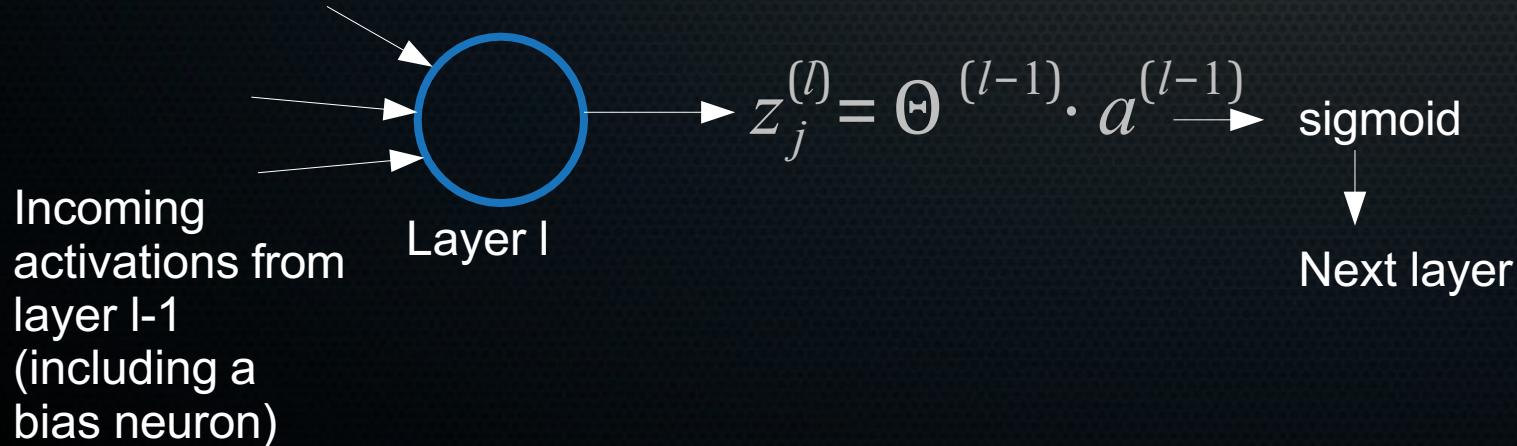 z_j^{(l)} = Θ^{(l−1)} · a^{(l−1)}
sigmoid
Incoming
activations from
layer l-1
(including a
bias neuron)
Layer l
Next layer